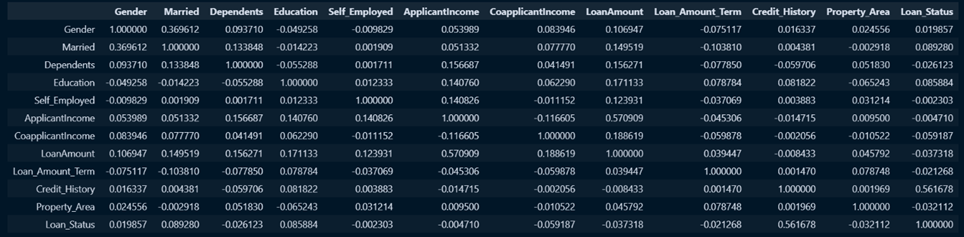 Gender Married Dependents Education Self_Employed ApplicantIncome CoapplicantIncome LoanAmount Loan_Amount_Term Credit_History Property_Area Loan_Status
Gender 1.000000 0.369612 0.093710 -0.049258 -0.009829 0.053989 0.083946 0.106947 -0.075117 0.016337 0.024556 0.019857
Married 0.369612 1.000000 0.133848 -0.014223 0.001909 0.051332 0.077770 0.149519 -0.103810 0.004381 -0.002918 0.089280
Dependents 0.093710 0.133848 1.000000 -0.055288 0.001711 0.156687 0.041491 0.156271 -0.077850 -0.059706 0.051830 -0.026123
Education -0.049258 -0.014223 -0.055288 1.000000 0.012333 0.140760 0.062290 0.171133 0.078784 0.081822 -0.065243 0.085884
Self_Employed -0.009829 0.001909 0.001711 0.012333 1.000000 0.140826 -0.011152 0.123931 -0.037069 0.003883 0.031214 -0.002303
ApplicantIncome 0.053989 0.051332 0.156687 0.140760 0.140826 1.000000 -0.116605 0.570909 -0.045306 -0.014715 0.009500 -0.004710
CoapplicantIncome 0.083946 0.077770 0.041491 0.062290 -0.011152 -0.116605 1.000000 0.188619 -0.059878 -0.002056 -0.010522 -0.059187
LoanAmount 0.106947 0.149519 0.156271 0.171133 0.123931 0.570909 0.188619 1.000000 0.039447 -0.008433 0.045792 -0.037318
Loan_Amount_Term -0.075117 -0.103810 -0.077850 0.078784 -0.037069 -0.045306 -0.059878 0.039447 1.000000 0.001470 0.078748 -0.021268
Credit_History 0.016337 0.004381 -0.059706 0.081822 0.003883 -0.014715 -0.002056 -0.008433 0.001470 1.000000 0.001969 0.561678
Property_Area 0.024556 -0.002918 0.051830 -0.065243 0.031214 0.009500 -0.010522 0.045792 0.078748 0.001969 1.000000 -0.032112
Loan_Status 0.019857 0.089280 -0.026123 0.085884 -0.002303 -0.004710 -0.059187 -0.037318 -0.021268 0.561678 -0.032112 1.000000